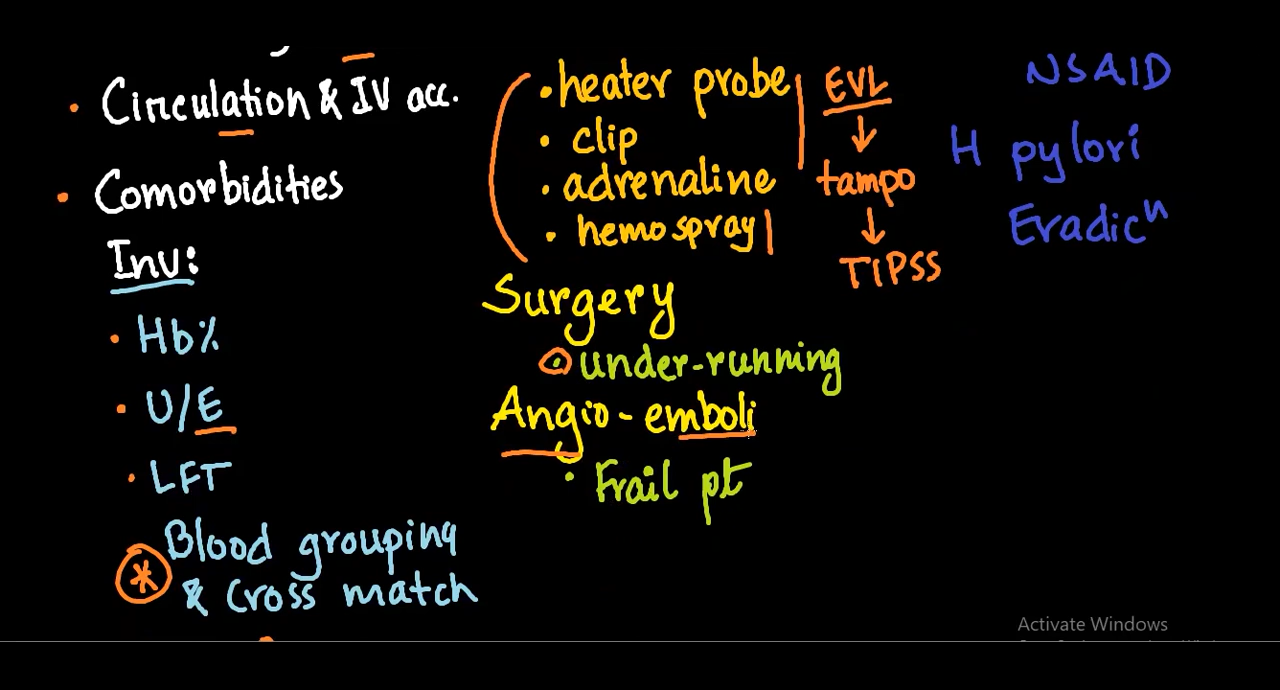 • Circulation & IV acc.
• Comorbidities
Inv:
• Hb%
• U/E
• LFT
Blood grouping
* & Cross match
• heater probe
• clip
• adrenaline
• hemospray
Surgery
• under-running
Angio-emboli
• Frail pt
EVL
↓
tampo
↓
TIPSS
NSAID
H pylori
Eradicⁿ
Activate Windows